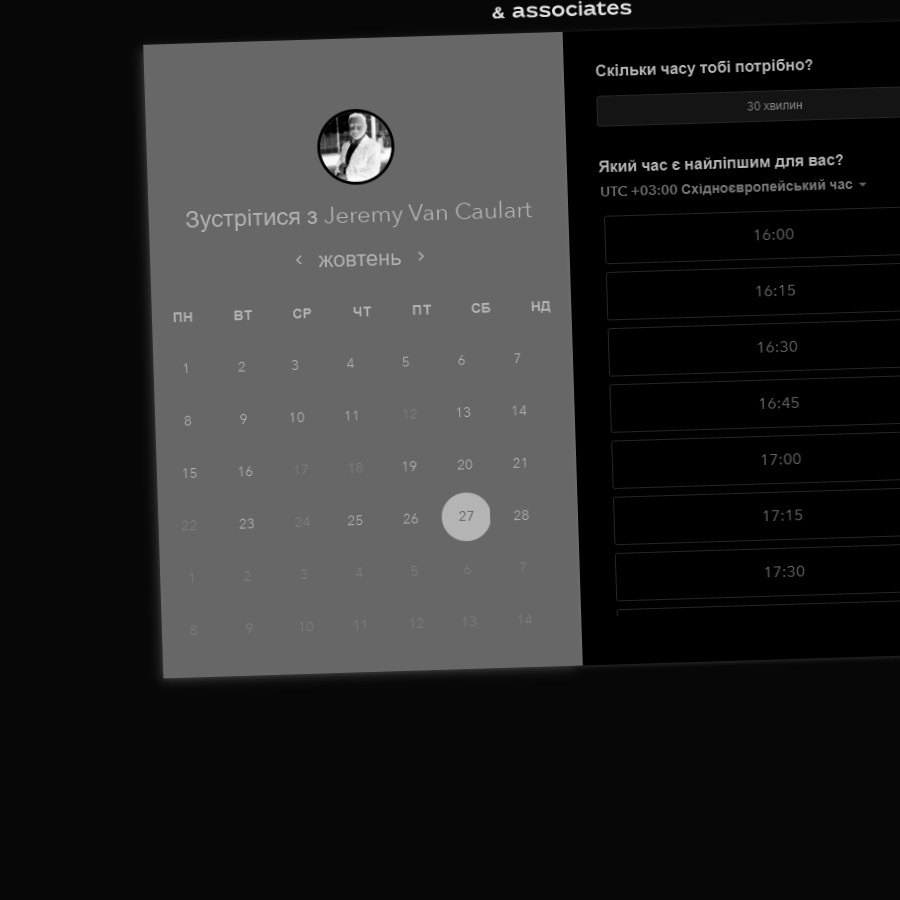 & associates
Зустрітися з Jeremy Van Caulart
жовтень
ПН ВТ СР ЧТ ПТ СБ НД
1 2 3 4 5 6 7
8 9 10 11 12 13 14
15 16 17 18 19 20 21
22 23 24 25 26 27 28
1 2 3 4 5 6 7
8 9 10 11 12 13 14
Скільки часу тобі потрібно?
30 хвилин
Який час є найліпшим для вас?
UTC +03:00 Східноєвропейський час
16:00
16:15
16:30
16:45
17:00
17:15
17:30